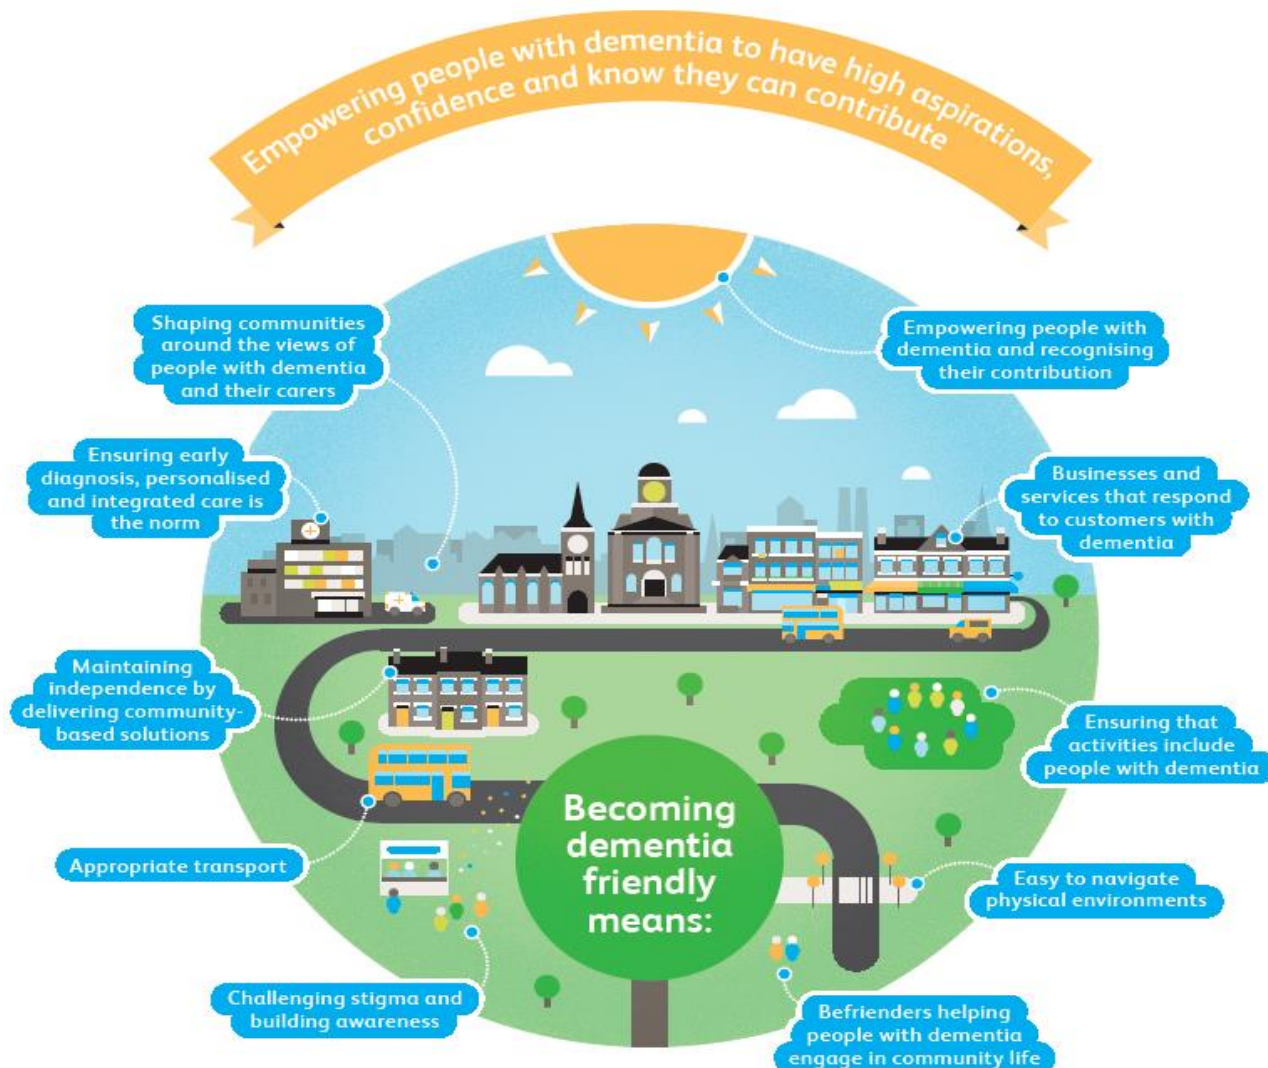 Empowering people with dementia to have high aspirations,
confidence and know they can contribute
Shaping communities
around the views of
people with dementia
and their carers
Empowering people with
dementia and recognising
their contribution
Ensuring early
diagnosis, personalised
and integrated care is
the norm
Businesses and
services that respond
to customers with
dementia
Maintaining
independence by
delivering community-
based solutions
Ensuring that
activities include
people with dementia
Becoming
dementia
friendly
means:
Appropriate transport
Easy to navigate
physical environments
Challenging stigma and
building awareness
Befrienders helping
people with dementia
engage in community life